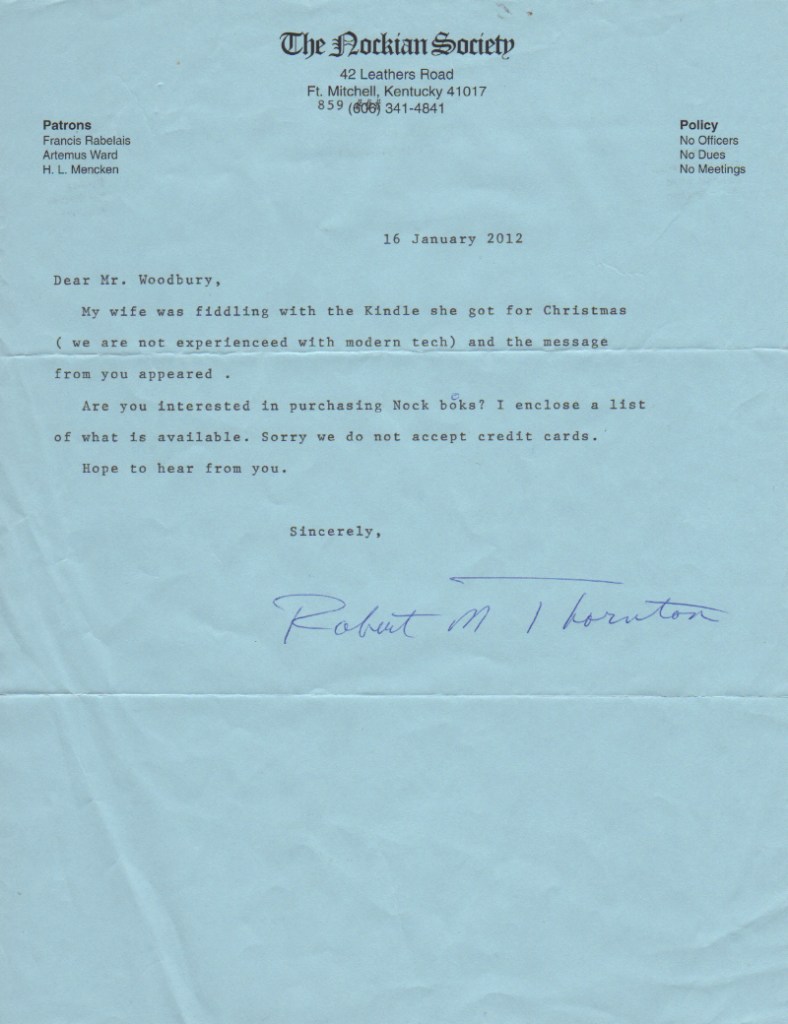 The Nockian Society
42 Leathers Road
Ft. Mitchell, Kentucky 41017
859 (606) 341-4841
Patrons
Francis Rabelais
Artemus Ward
H. L. Mencken
Policy
No Officers
No Dues
No Meetings
16 January 2012
Dear Mr. Woodbury,
My wife was fiddling with the Kindle she got for Christmas
( we are not experienceed with modern tech) and the message
from you appeared .
Are you interested in purchasing Nock books? I enclose a list
of what is available. Sorry we do not accept credit cards.
Hope to hear from you.
Sincerely,
Robert M Thornton